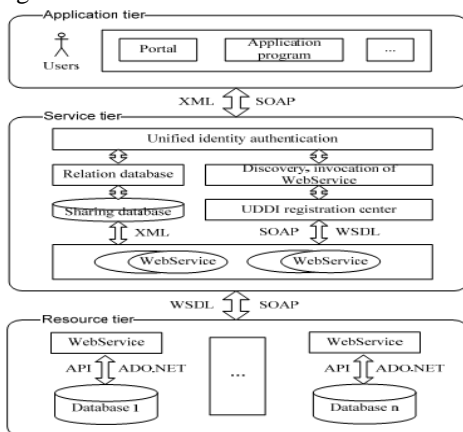 Application tier
Users
Portal
Application program
...
XML SOAP
Service tier
Unified identity authentication
Relation database
Discovery, invocation of WebService
Sharing database
UDDI registration center
XML
SOAP WSDL
WebService
WebService
WSDL SOAP
Resource tier
WebService
...
WebService
API ADO.NET
API ADO.NET
Database 1
Database n